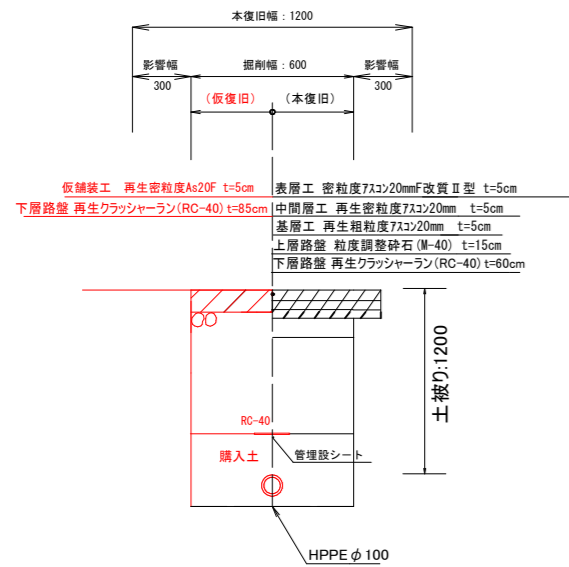 本復旧幅：1200
影響幅
掘削幅：600
影響幅
300
300
（仮復旧）
（本復旧）
仮舗装工　再生密粒度As20F t=5cm
表層工 密粒度ｱｽｺﾝ20mmF改質Ⅱ型 t=5cm
下層路盤 再生クラッシャーラン(RC-40) t=85cm
中間層工 再生密粒度ｱｽｺﾝ20mm t=5cm
基層工 再生粗粒度ｱｽｺﾝ20mm t=5cm
上層路盤 粒度調整砕石(M-40) t=15cm
下層路盤 再生クラッシャーラン(RC-40) t=60cm
土被り:1200
RC-40
購入土
管埋設シート
HPPEφ100